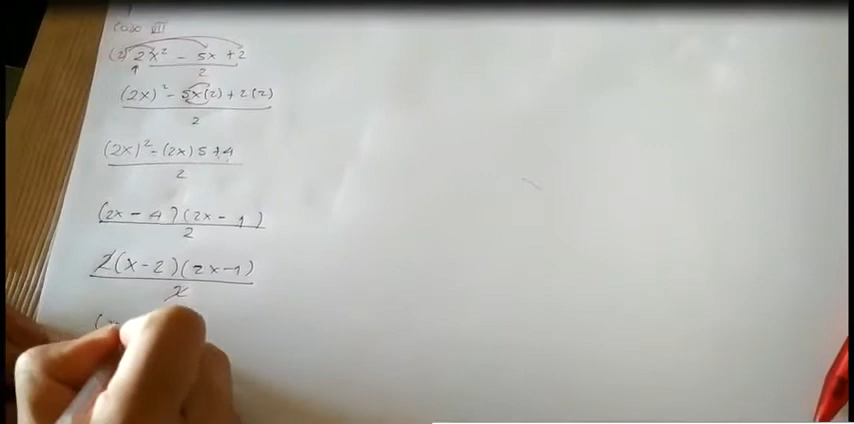 Caso VII
(2) 2x² - 5x + 2
2
(2x)² - 5x(2) + 2(2)
2
(2x)² - (2x) 5 + 4
2
(2x - 4)(2x - 1)
2
2(x-2)(2x-1)
2
(